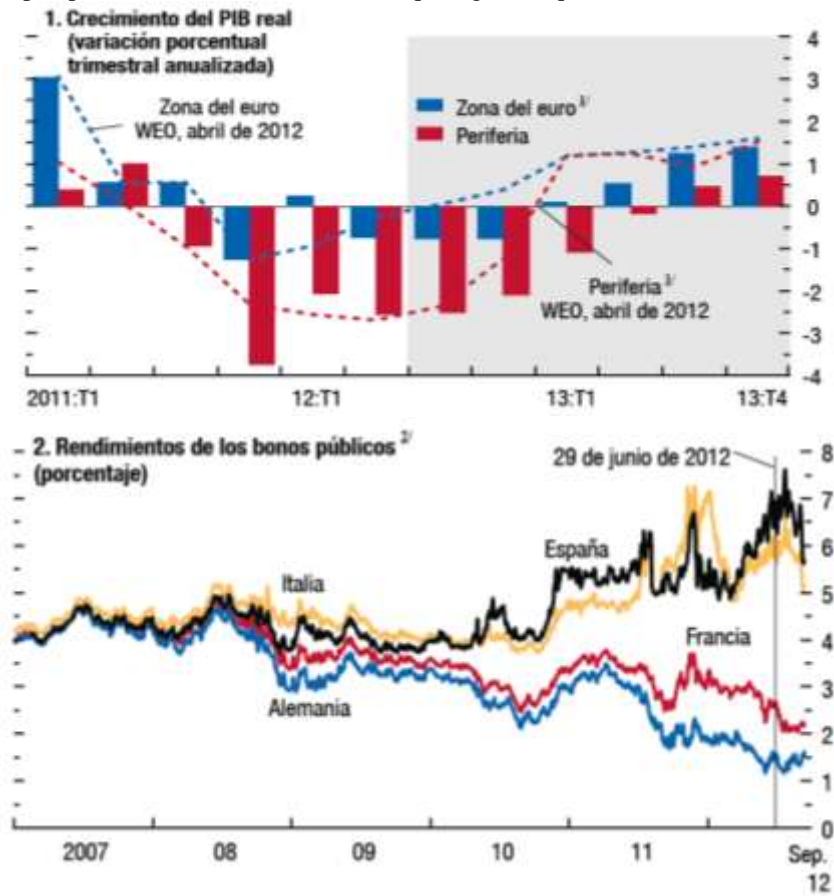 1. Crecimiento del PIB real
(variación porcentual
trimestral anualizada)
Zona del euro
WEO, abril de 2012
Zona del euro 1/
Periferia
Periferia 3/
WEO, abril de 2012
4
3
2
1
0
-1
-2
-3
-4
2011:T1
12:T1
13:T1
13:T4
2. Rendimientos de los bonos públicos 2/
(porcentaje)
29 de junio de 2012
España
Italia
Francia
Alemania
8
7
6
5
4
3
2
1
0
2007
08
09
10
11
Sep.
12